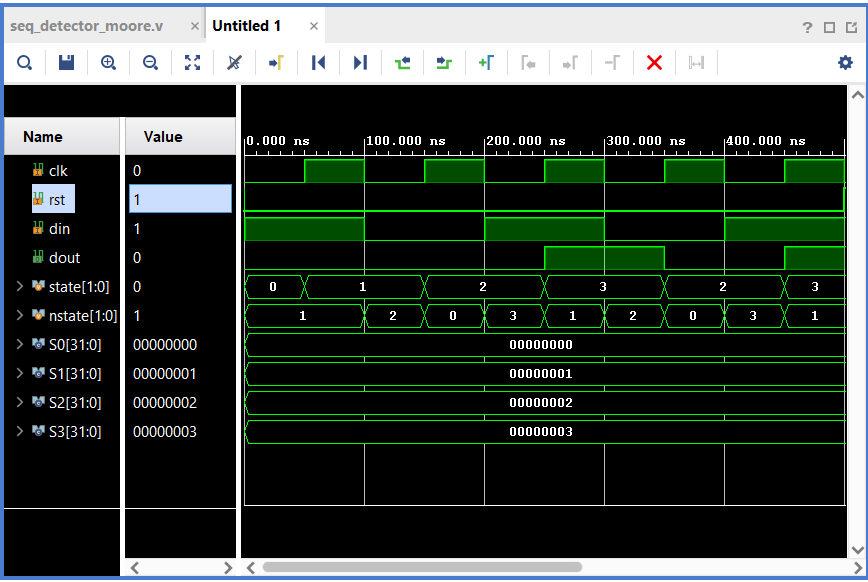 seq_detector_moore.v × Untitled 1 × ?
Name Value
0.000 ns 100.000 ns 200.000 ns 300.000 ns 400.000 ns
clk 0
rst 1
din 1
dout 0
state[1:0] 0 0 1 2 3 2 3
nstate[1:0] 1 1 2 0 3 1 2 0 3 1
S0[31:0] 00000000 00000000
S1[31:0] 00000001 00000001
S2[31:0] 00000002 00000002
S3[31:0] 00000003 00000003